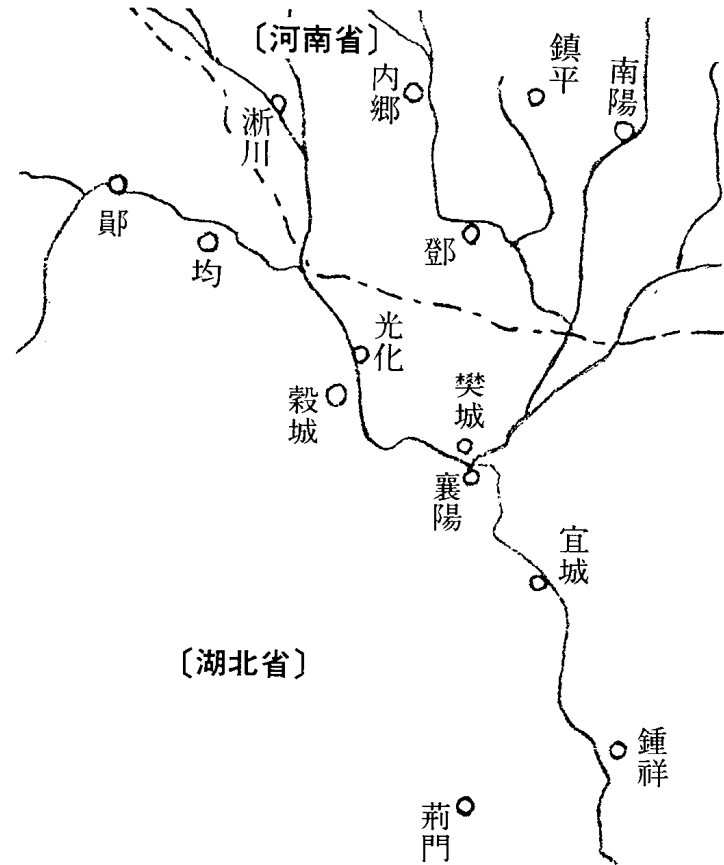 〔河南省〕
鎮平
南陽
内郷
淅川
鄖
均
鄧
光化
穀城
樊城
襄陽
宜城
〔湖北省〕
鍾祥
荊門